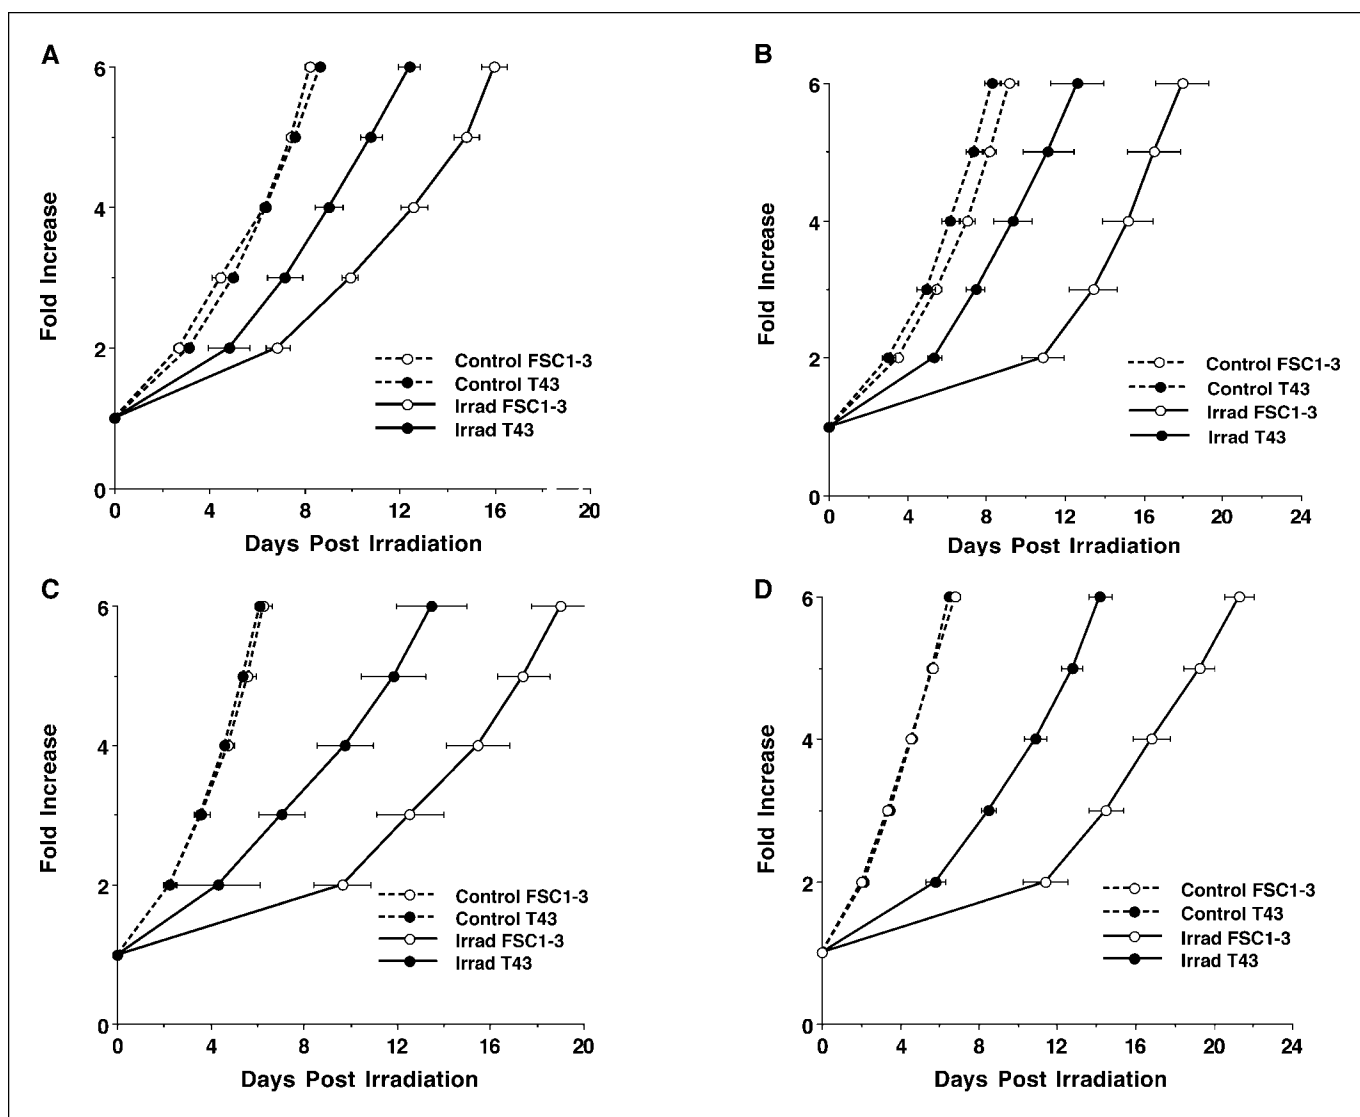 A
6
4
2
0
Fold Increase
Control FSC1-3
Control T43
Irrad FSC1-3
Irrad T43
0 4 8 12 16 20
Days Post Irradiation
B
6
4
2
0
Fold Increase
Control FSC1-3
Control T43
Irrad FSC1-3
Irrad T43
0 4 8 12 16 20 24
Days Post Irradiation
C
6
4
2
0
Fold Increase
Control FSC1-3
Control T43
Irrad FSC1-3
Irrad T43
0 4 8 12 16 20
Days Post Irradiation
D
6
4
2
0
Fold Increase
Control FSC1-3
Control T43
Irrad FSC1-3
Irrad T43
0 4 8 12 16 20 24
Days Post Irradiation